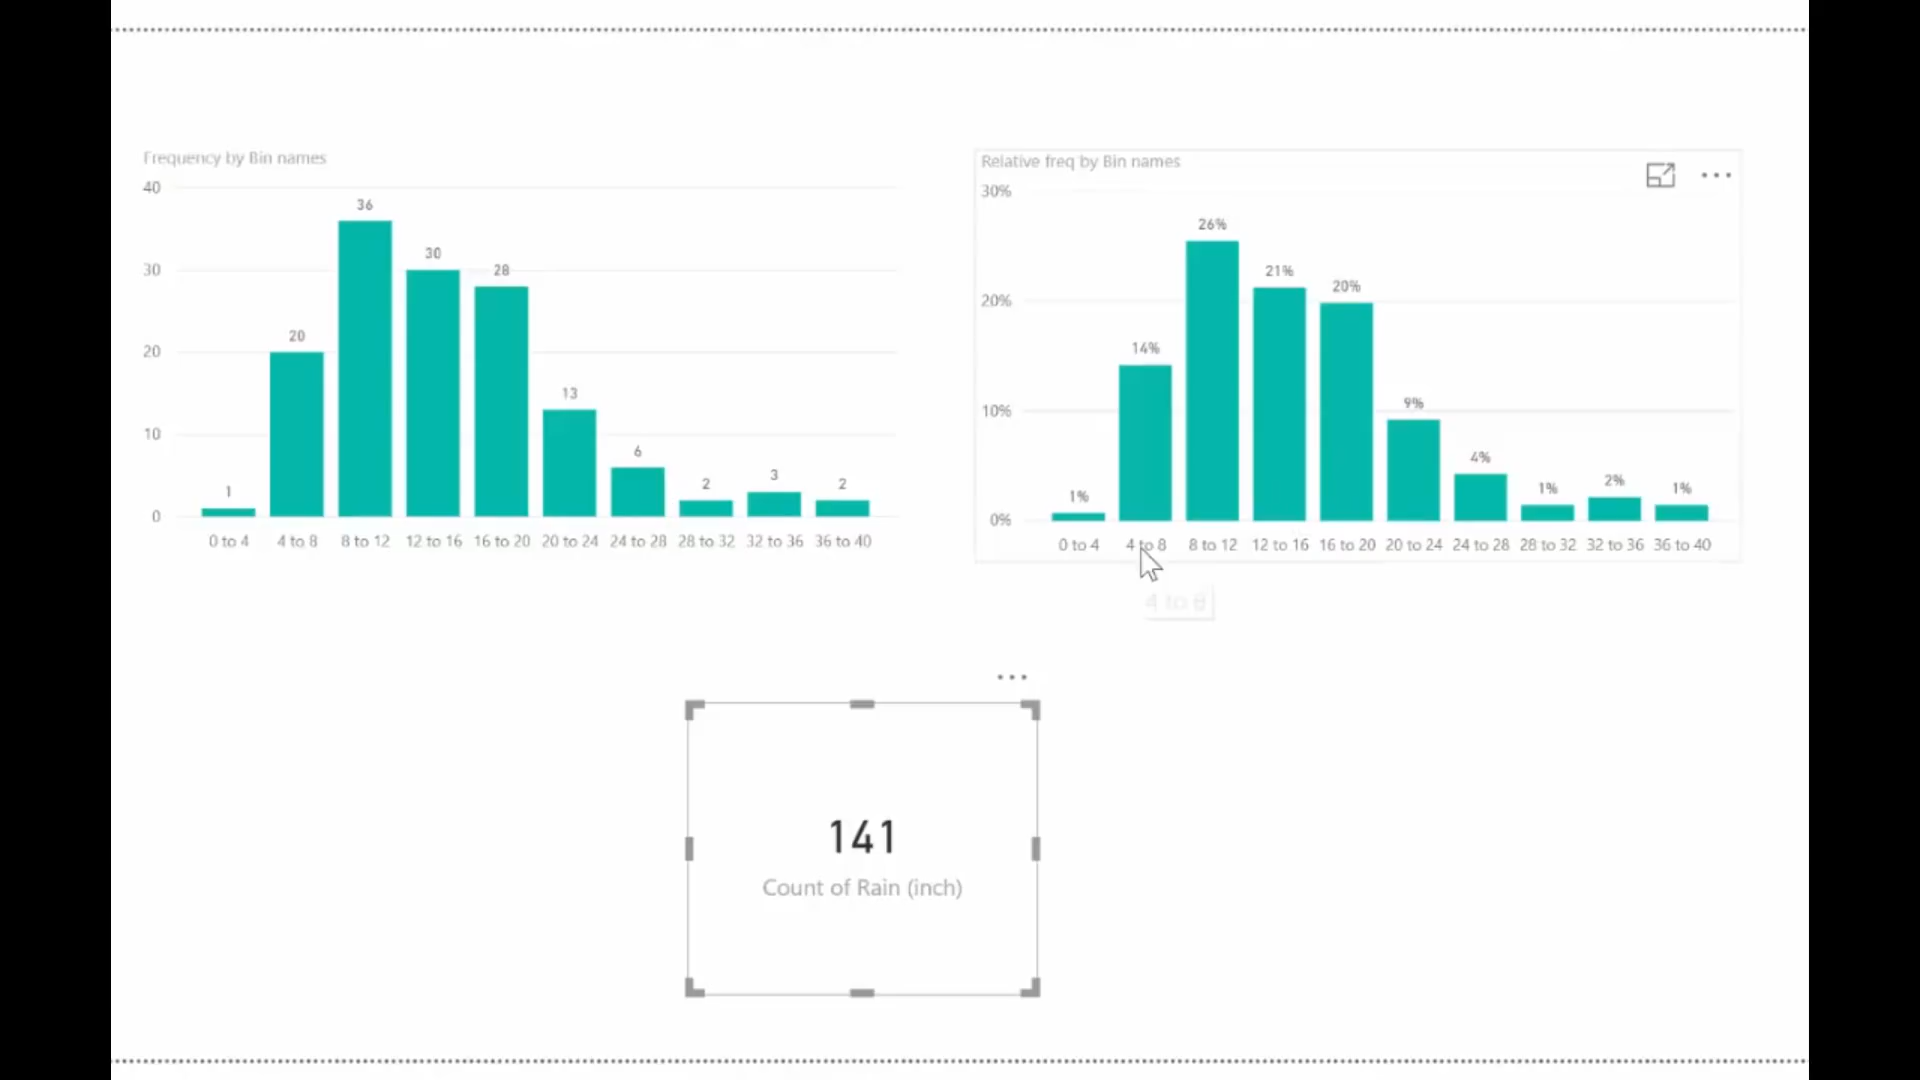 Frequency by Bin names
40
30
20
10
0
1
20
36
30
28
13
6
2
3
2
0 to 4
4 to 8
8 to 12
12 to 16
16 to 20
20 to 24
24 to 28
28 to 32
32 to 36
36 to 40
Relative freq by Bin names
30%
20%
10%
0%
1%
14%
26%
21%
20%
9%
4%
1%
2%
1%
0 to 4
4 to 8
8 to 12
12 to 16
16 to 20
20 to 24
24 to 28
28 to 32
32 to 36
36 to 40
4 to 8
141
Count of Rain (inch)